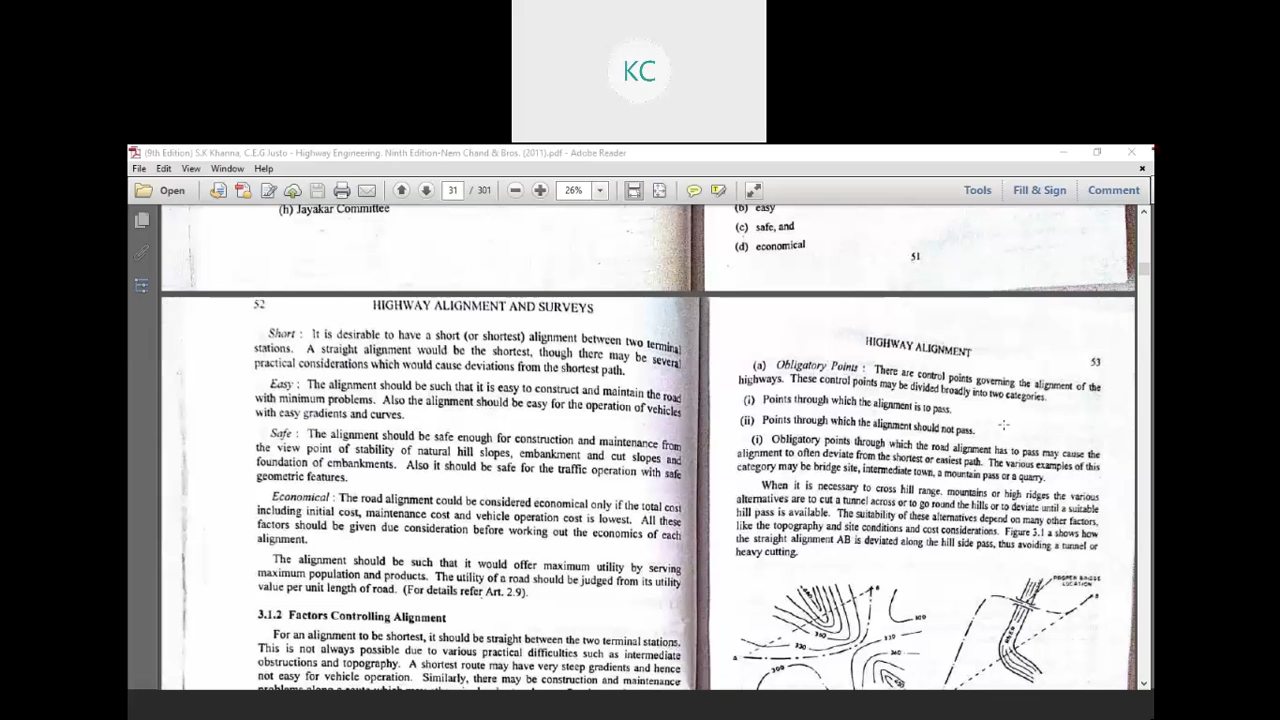 KC
(9th Edition) S.K Khanna, C.E.G Justo - Highway Engineering. Ninth Edition-Nem Chand & Bros. (2011).pdf - Adobe Reader
File Edit View Window Help
Open 31 / 301 26% Tools Fill & Sign Comment
(h) Jayakar Committee
(b) easy
(c) safe, and
(d) economical
51
52 HIGHWAY ALIGNMENT AND SURVEYS
Short : It is desirable to have a short (or shortest) alignment between two terminal
stations. A straight alignment would be the shortest, though there may be several
practical considerations which would cause deviations from the shortest path.
Easy : The alignment should be such that it is easy to construct and maintain the road
with minimum problems. Also the alignment should be easy for the operation of vehicles
with easy gradients and curves.
Safe : The alignment should be safe enough for construction and maintenance from
the view point of stability of natural hill slopes, embankment and cut slopes and
foundation of embankments. Also it should be safe for the traffic operation with safe
geometric features.
Economical : The road alignment could be considered economical only if the total cost
including initial cost, maintenance cost and vehicle operation cost is lowest. All these
factors should be given due consideration before working out the economics of each
alignment.
The alignment should be such that it would offer maximum utility by serving
maximum population and products. The utility of a road should be judged from its utility
value per unit length of road. (For details refer Art. 2.9).
3.1.2 Factors Controlling Alignment
For an alignment to be shortest, it should be straight between the two terminal stations.
This is not always possible due to various practical difficulties such as intermediate
obstructions and topography. A shortest route may have very steep gradients and hence
not easy for vehicle operation. Similarly, there may be construction and maintenance
HIGHWAY ALIGNMENT 53
(a) Obligatory Points : There are control points governing the alignment of the
highways. These control points may be divided broadly into two categories.
(i) Points through which the alignment is to pass.
(ii) Points through which the alignment should not pass.
(i) Obligatory points through which the road alignment has to pass may cause the
alignment to often deviate from the shortest or easiest path. The various examples of this
category may be bridge site, intermediate town, a mountain pass or a quarry.
When it is necessary to cross hill range, mountains or high ridges the various
alternatives are to cut a tunnel across or to go round the hills or to deviate until a suitable
hill pass is available. The suitability of these alternatives depend on many other factors,
like the topography and site conditions and cost considerations. Figure 3.1 a shows how
the straight alignment AB is deviated along the hill side pass, thus avoiding a tunnel or
heavy cutting.
PROPER BRIDGE
LOCATION
B
A
300